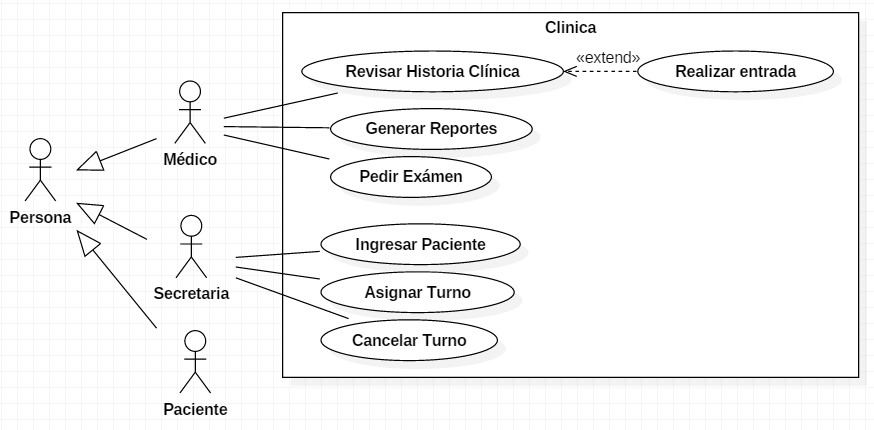 Clinica
«extend»
Revisar Historia Clínica
Realizar entrada
Generar Reportes
Médico
Pedir Exámen
Persona
Ingresar Paciente
Secretaria
Asignar Turno
Cancelar Turno
Paciente